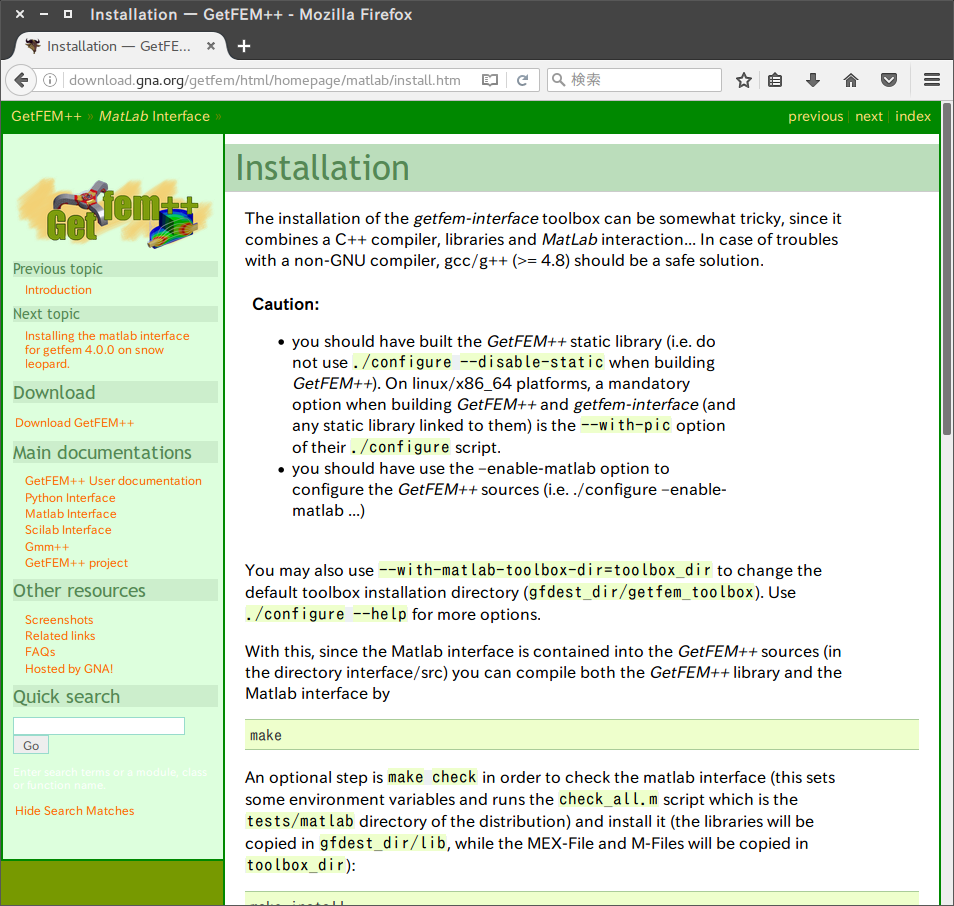 Installation — GetFEM++ - Mozilla Firefox
Installation — GetFE...
download.gna.org/getfem/html/homepage/matlab/install.htm
検索
GetFEM++ » MatLab Interface »
previous | next | index
Getfem++
Previous topic
Introduction
Next topic
Installing the matlab interface
for getfem 4.0.0 on snow
leopard.
Download
Download GetFEM++
Main documentations
GetFEM++ User documentation
Python Interface
Matlab Interface
Scilab Interface
Gmm++
GetFEM++ project
Other resources
Screenshots
Related links
FAQs
Hosted by GNA!
Quick search
Go
Enter search terms or a module, class
or function name.
Hide Search Matches
Installation
The installation of the getfem-interface toolbox can be somewhat tricky, since it
combines a C++ compiler, libraries and MatLab interaction... In case of troubles
with a non-GNU compiler, gcc/g++ (>= 4.8) should be a safe solution.
Caution:
• you should have built the GetFEM++ static library (i.e. do
not use ./configure --disable-static when building
GetFEM++). On linux/x86_64 platforms, a mandatory
option when building GetFEM++ and getfem-interface (and
any static library linked to them) is the --with-pic option
of their ./configure script.
• you should have use the –enable-matlab option to
configure the GetFEM++ sources (i.e. ./configure –enable-
matlab ...)
You may also use --with-matlab-toolbox-dir=toolbox_dir to change the
default toolbox installation directory (gfdest_dir/getfem_toolbox). Use
./configure --help for more options.
With this, since the Matlab interface is contained into the GetFEM++ sources (in
the directory interface/src) you can compile both the GetFEM++ library and the
Matlab interface by
make
An optional step is make check in order to check the matlab interface (this sets
some environment variables and runs the check_all.m script which is the
tests/matlab directory of the distribution) and install it (the libraries will be
copied in gfdest_dir/lib, while the MEX-File and M-Files will be copied in
toolbox_dir):
make install